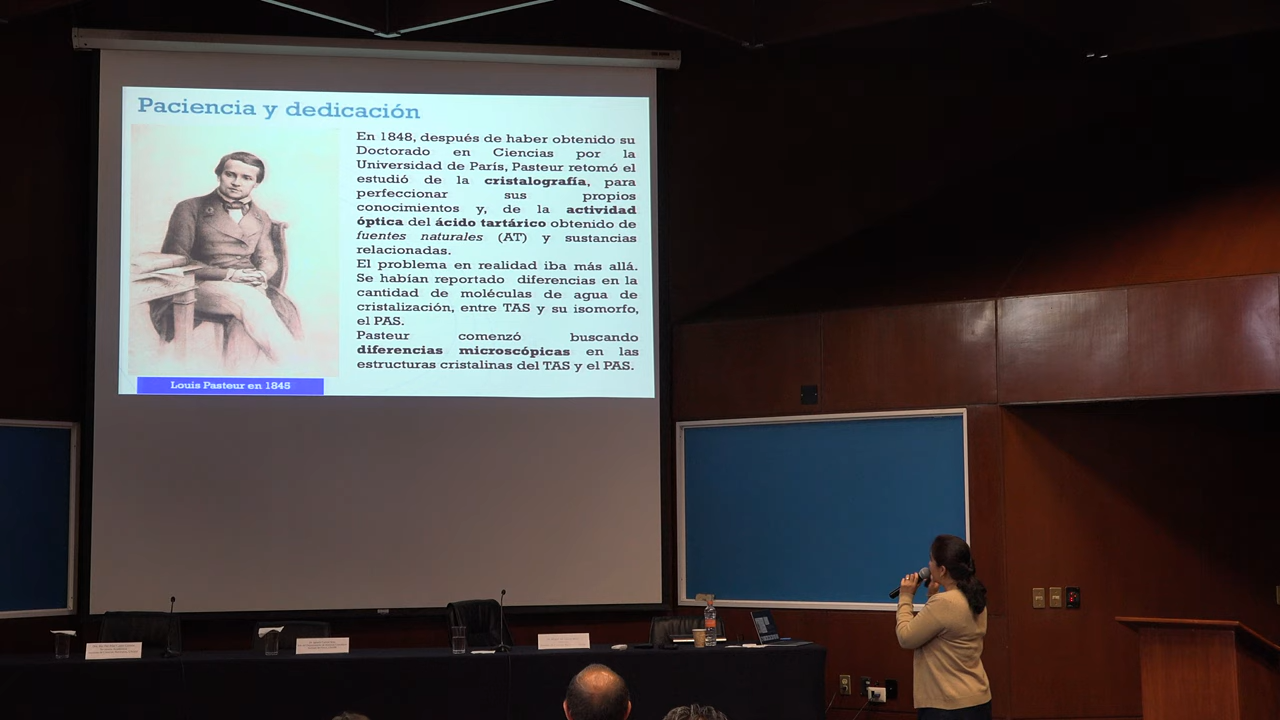 Paciencia y dedicación
En 1848, después de haber obtenido su
Doctorado en Ciencias por la
Universidad de París, Pasteur retomó el
estudió de la cristalografía, para
perfeccionar sus propios
conocimientos y, de la actividad
óptica del ácido tartárico obtenido de
fuentes naturales (AT) y sustancias
relacionadas.
El problema en realidad iba más allá.
Se habían reportado diferencias en la
cantidad de moléculas de agua de
cristalización, entre TAS y su isomorfo,
el PAS.
Pasteur comenzó buscando
diferencias microscópicas en las
estructuras cristalinas del TAS y el PAS.
Louis Pasteur en 1845